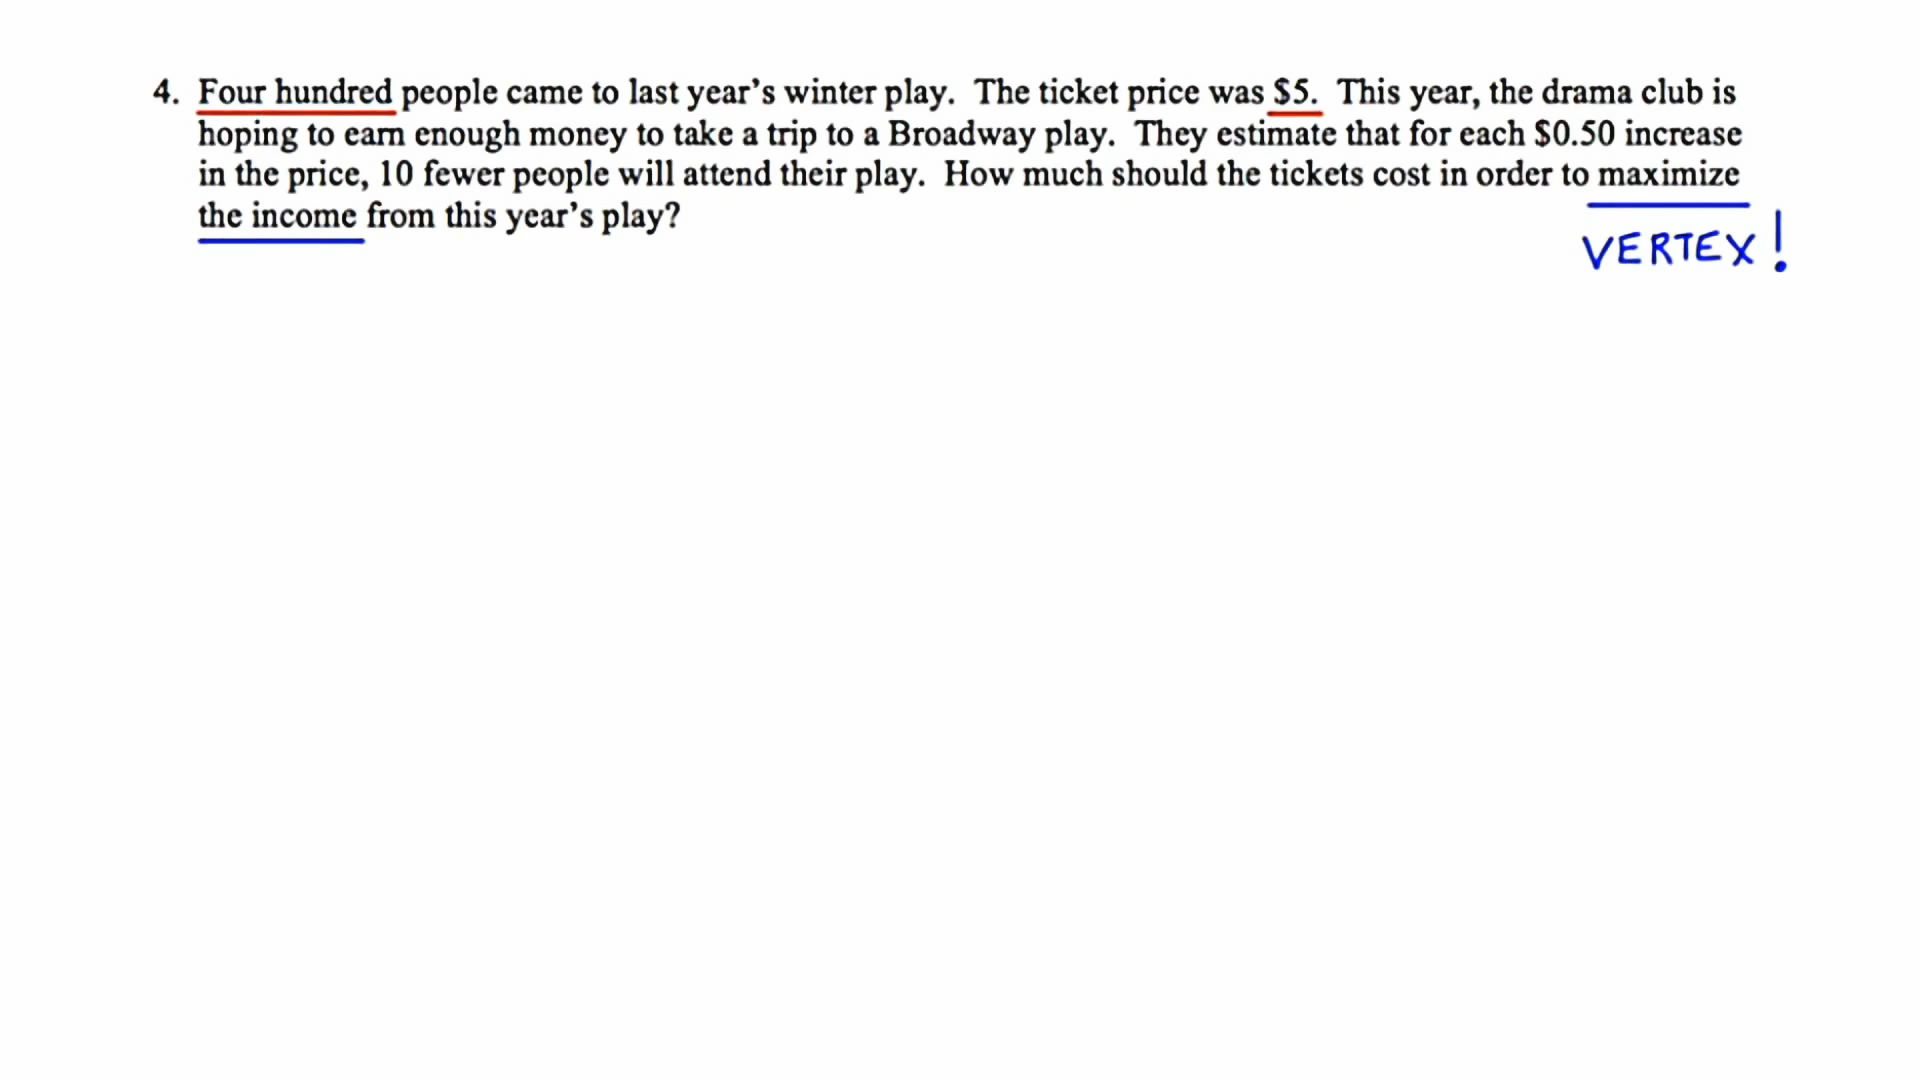 4. Four hundred people came to last year's winter play. The ticket price was $5. This year, the drama club is
hoping to earn enough money to take a trip to a Broadway play. They estimate that for each $0.50 increase
in the price, 10 fewer people will attend their play. How much should the tickets cost in order to maximize
the income from this year's play?
VERTEX!